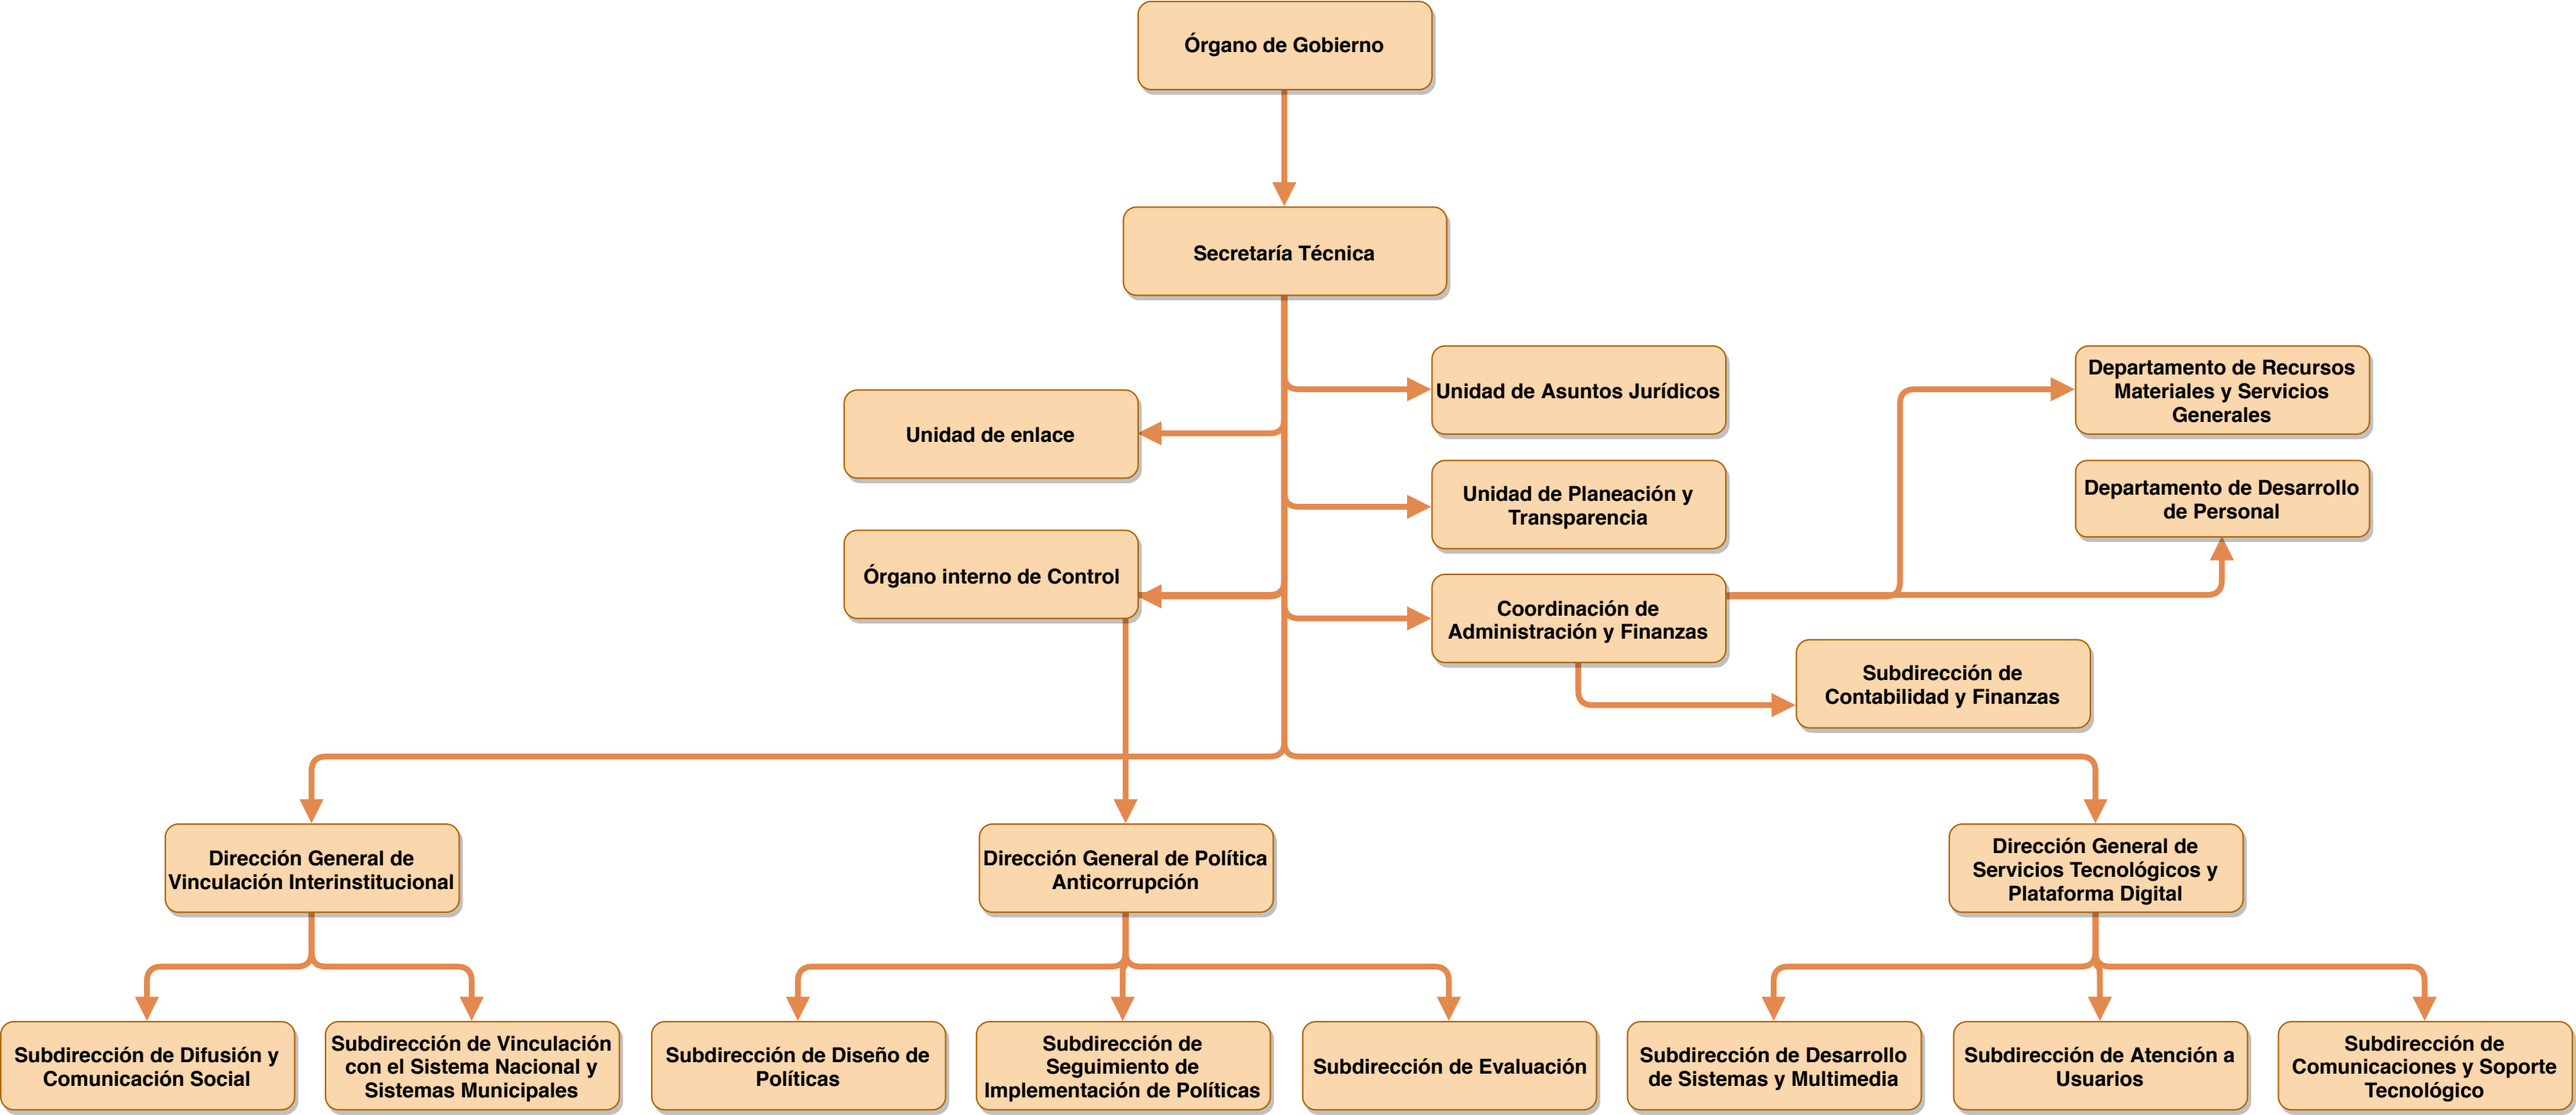 Órgano de Gobierno
Secretaría Técnica
Unidad de Asuntos Jurídicos
Departamento de Recursos
Materiales y Servicios
Generales
Unidad de enlace
Unidad de Planeación y
Transparencia
Departamento de Desarrollo
de Personal
Órgano interno de Control
Coordinación de
Administración y Finanzas
Subdirección de
Contabilidad y Finanzas
Dirección General de
Vinculación Interinstitucional
Dirección General de Política
Anticorrupción
Dirección General de
Servicios Tecnológicos y
Plataforma Digital
Subdirección de Difusión y
Comunicación Social
Subdirección de Vinculación
con el Sistema Nacional y
Sistemas Municipales
Subdirección de Diseño de
Políticas
Subdirección de
Seguimiento de
Implementación de Políticas
Subdirección de Evaluación
Subdirección de Desarrollo
de Sistemas y Multimedia
Subdirección de Atención a
Usuarios
Subdirección de
Comunicaciones y Soporte
Tecnológico